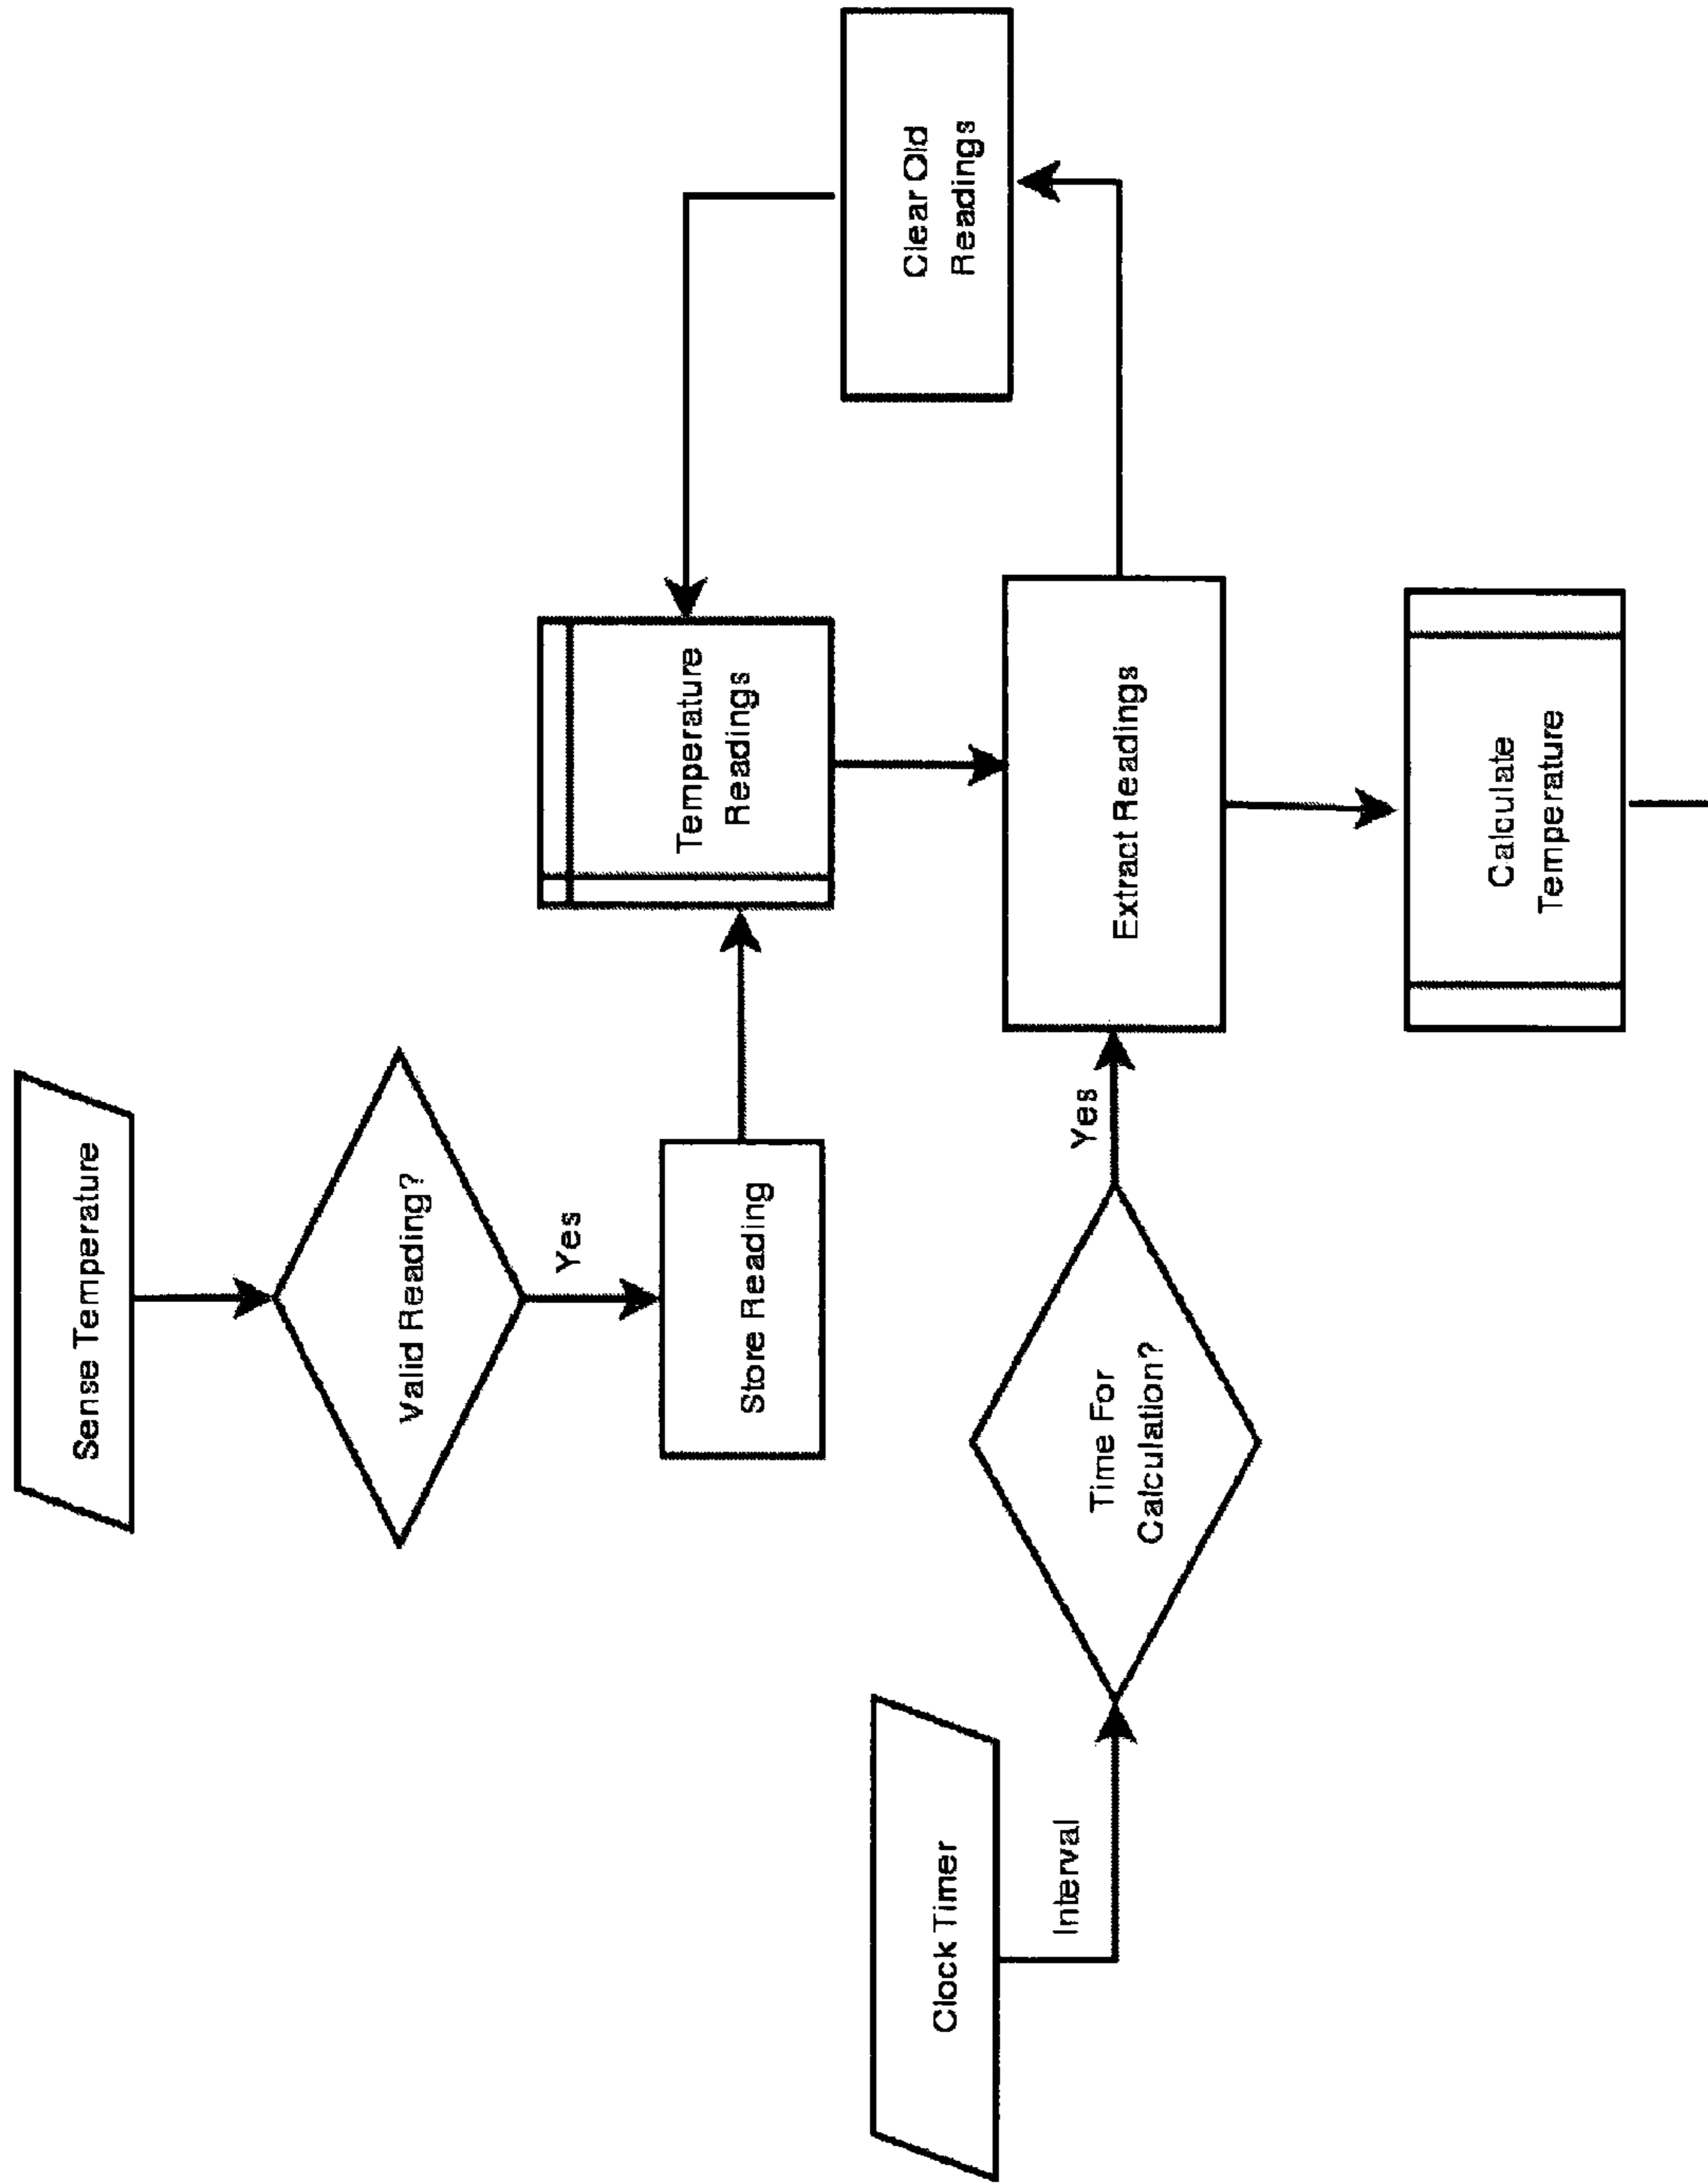 Sense Temperature
Valid Reading?
Yes
Store Reading
Temperature
Readings
Clear Old
Readings
Clock Timer
Interval
Time For
Calculation?
Yes
Extract Readings
Calculate
Temperature